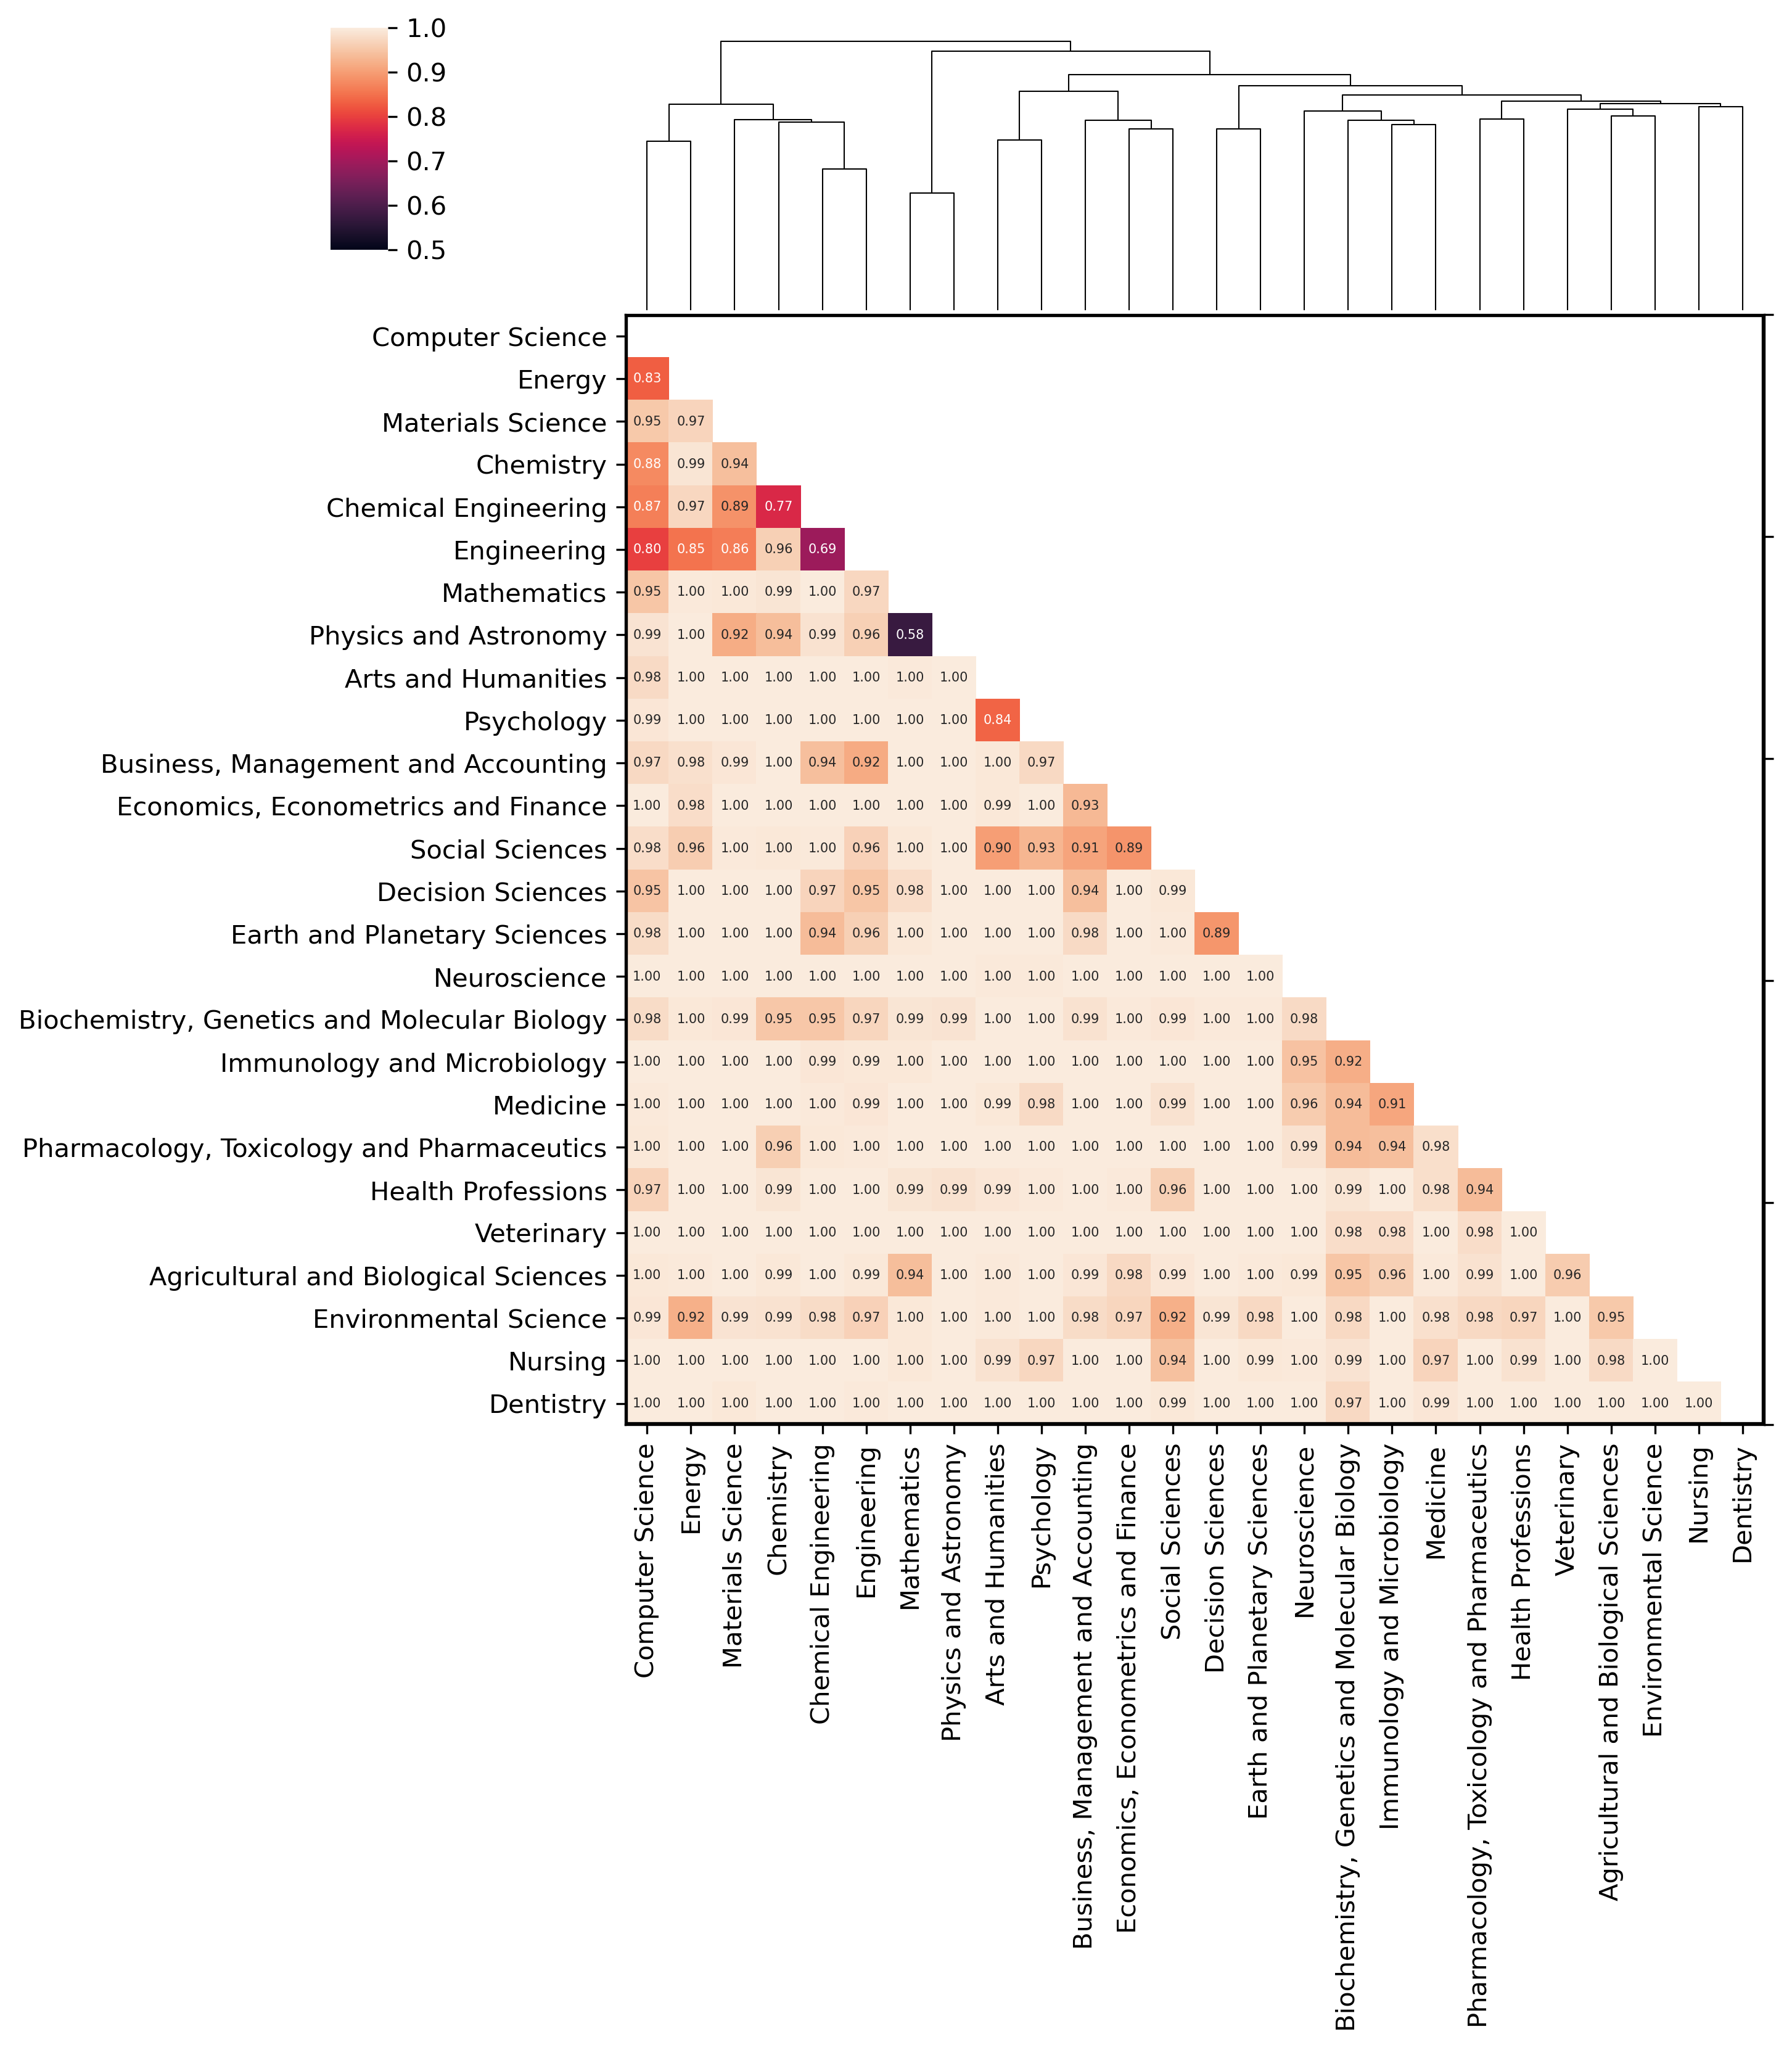 1.0
0.9
0.8
0.7
0.6
0.5
Computer Science
Energy 0.83
Materials Science 0.95 0.97
Chemistry 0.88 0.99 0.94
Chemical Engineering 0.87 0.97 0.89 0.77
Engineering 0.80 0.85 0.86 0.96 0.69
Mathematics 0.95 1.00 1.00 0.99 1.00 0.97
Physics and Astronomy 0.99 1.00 0.92 0.94 0.99 0.96 0.58
Arts and Humanities 0.98 1.00 1.00 1.00 1.00 1.00 1.00 1.00
Psychology 0.99 1.00 1.00 1.00 1.00 1.00 1.00 1.00 0.84
Business, Management and Accounting 0.97 0.98 0.99 1.00 0.94 0.92 1.00 1.00 1.00 0.97
Economics, Econometrics and Finance 1.00 0.98 1.00 1.00 1.00 1.00 1.00 1.00 0.99 1.00 0.93
Social Sciences 0.98 0.96 1.00 1.00 1.00 0.96 1.00 1.00 0.90 0.93 0.91 0.89
Decision Sciences 0.95 1.00 1.00 1.00 0.97 0.95 0.98 1.00 1.00 1.00 0.94 1.00 0.99
Earth and Planetary Sciences 0.98 1.00 1.00 1.00 0.94 0.96 1.00 1.00 1.00 1.00 0.98 1.00 1.00 0.89
Neuroscience 1.00 1.00 1.00 1.00 1.00 1.00 1.00 1.00 1.00 1.00 1.00 1.00 1.00 1.00 1.00
Biochemistry, Genetics and Molecular Biology 0.98 1.00 0.99 0.95 0.95 0.97 0.99 0.99 1.00 1.00 0.99 1.00 0.99 1.00 1.00 0.98
Immunology and Microbiology 1.00 1.00 1.00 1.00 0.99 0.99 1.00 1.00 1.00 1.00 1.00 1.00 1.00 1.00 1.00 0.95 0.92
Medicine 1.00 1.00 1.00 1.00 1.00 0.99 1.00 1.00 0.99 0.98 1.00 1.00 0.99 1.00 1.00 0.96 0.94 0.91
Pharmacology, Toxicology and Pharmaceutics 1.00 1.00 1.00 0.96 1.00 1.00 1.00 1.00 1.00 1.00 1.00 1.00 1.00 1.00 1.00 0.99 0.94 0.94 0.98
Health Professions 0.97 1.00 1.00 0.99 1.00 1.00 0.99 0.99 0.99 1.00 1.00 1.00 0.96 1.00 1.00 1.00 0.99 1.00 0.98 0.94
Veterinary 1.00 1.00 1.00 1.00 1.00 1.00 1.00 1.00 1.00 1.00 1.00 1.00 1.00 1.00 1.00 1.00 0.98 0.98 1.00 0.98 1.00
Agricultural and Biological Sciences 1.00 1.00 1.00 0.99 1.00 0.99 0.94 1.00 1.00 1.00 0.99 0.98 0.99 1.00 1.00 0.99 0.95 0.96 1.00 0.99 1.00 0.96
Environmental Science 0.99 0.92 0.99 0.99 0.98 0.97 1.00 1.00 1.00 1.00 0.98 0.97 0.92 0.99 0.98 1.00 0.98 1.00 0.98 0.98 0.97 1.00 0.95
Nursing 1.00 1.00 1.00 1.00 1.00 1.00 1.00 1.00 0.99 0.97 1.00 1.00 0.94 1.00 0.99 1.00 0.99 1.00 0.97 1.00 0.99 1.00 0.98 1.00
Dentistry 1.00 1.00 1.00 1.00 1.00 1.00 1.00 1.00 1.00 1.00 1.00 1.00 0.99 1.00 1.00 1.00 0.97 1.00 0.99 1.00 1.00 1.00 1.00 1.00 1.00
Computer Science
Energy
Materials Science
Chemistry
Chemical Engineering
Engineering
Mathematics
Physics and Astronomy
Arts and Humanities
Psychology
Business, Management and Accounting
Economics, Econometrics and Finance
Social Sciences
Decision Sciences
Earth and Planetary Sciences
Neuroscience
Biochemistry, Genetics and Molecular Biology
Immunology and Microbiology
Medicine
Pharmacology, Toxicology and Pharmaceutics
Health Professions
Veterinary
Agricultural and Biological Sciences
Environmental Science
Nursing
Dentistry